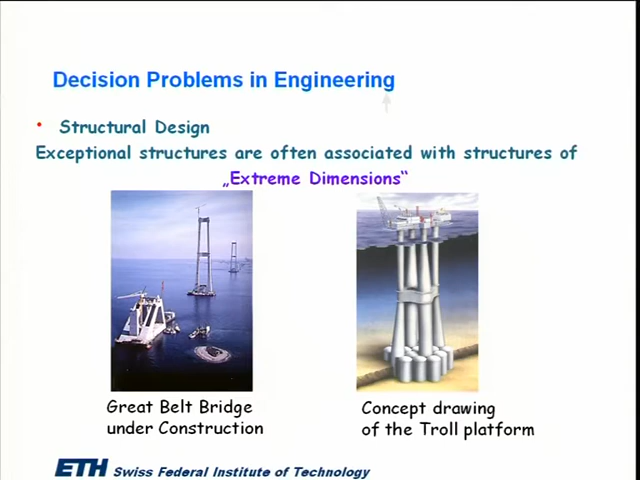 Decision Problems in Engineering
• Structural Design
Exceptional structures are often associated with structures of
„Extreme Dimensions“
Great Belt Bridge
under Construction
Concept drawing
of the Troll platform
ETH Swiss Federal Institute of Technology